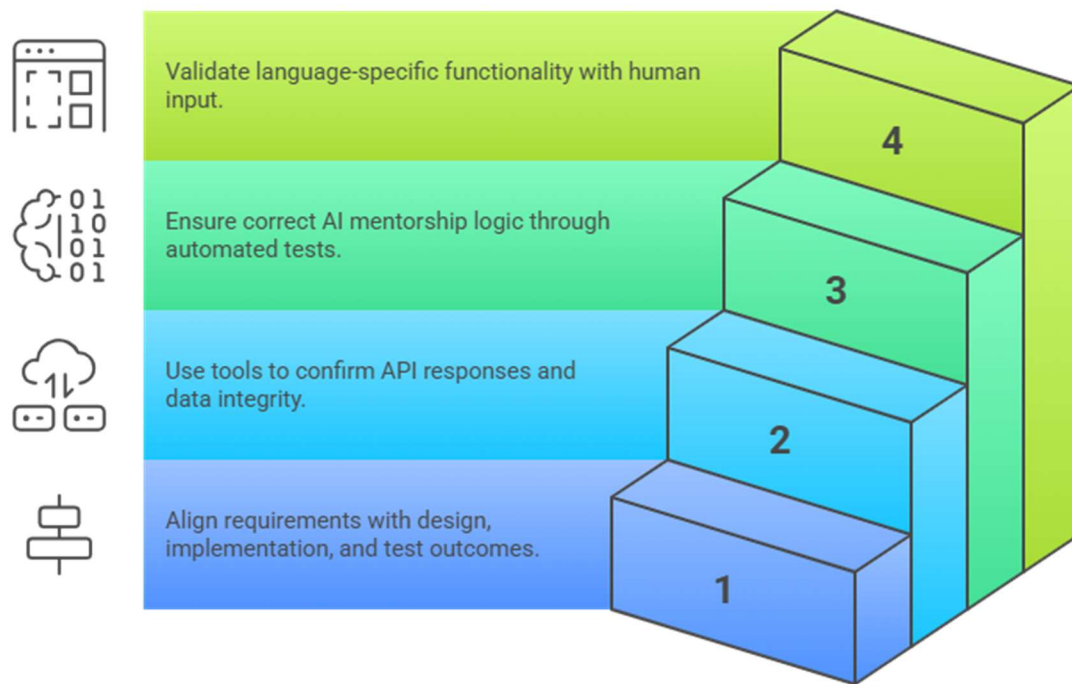 Validate language-specific functionality with human
input.
4
01
10
01
01
Ensure correct AI mentorship logic through
automated tests.
3
Use tools to confirm API responses and
data integrity.
2
Align requirements with design,
implementation, and test outcomes.
1